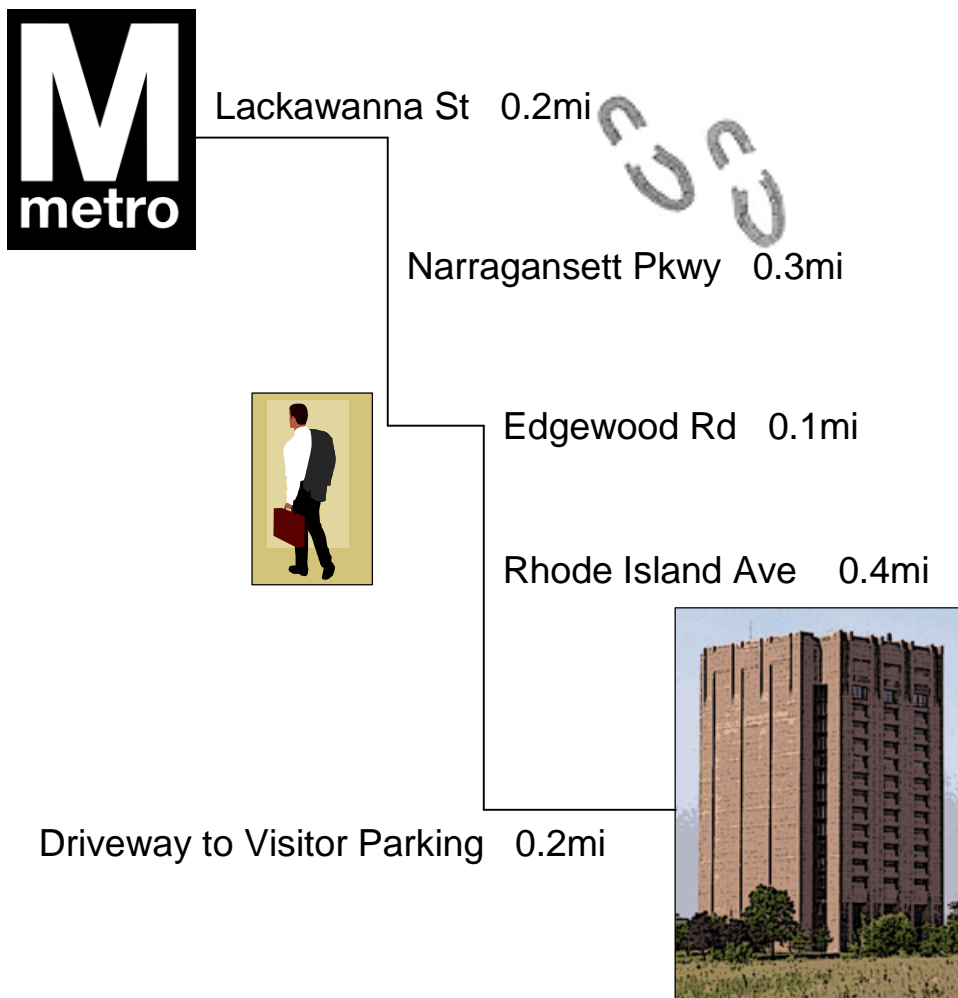 M
metro
Lackawanna St 0.2mi
Narragansett Pkwy 0.3mi
Edgewood Rd 0.1mi
Rhode Island Ave 0.4mi
Driveway to Visitor Parking 0.2mi